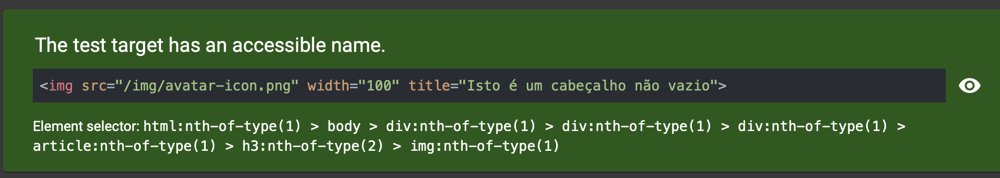 The test target has an accessible name.
<img src="/img/avatar-icon.png" width="100" title="Isto é um cabeçalho não vazio">
Element selector: html:nth-of-type(1) > body > div:nth-of-type(1) > div:nth-of-type(1) > div:nth-of-type(1) >
article:nth-of-type(1) > h3:nth-of-type(2) > img:nth-of-type(1)